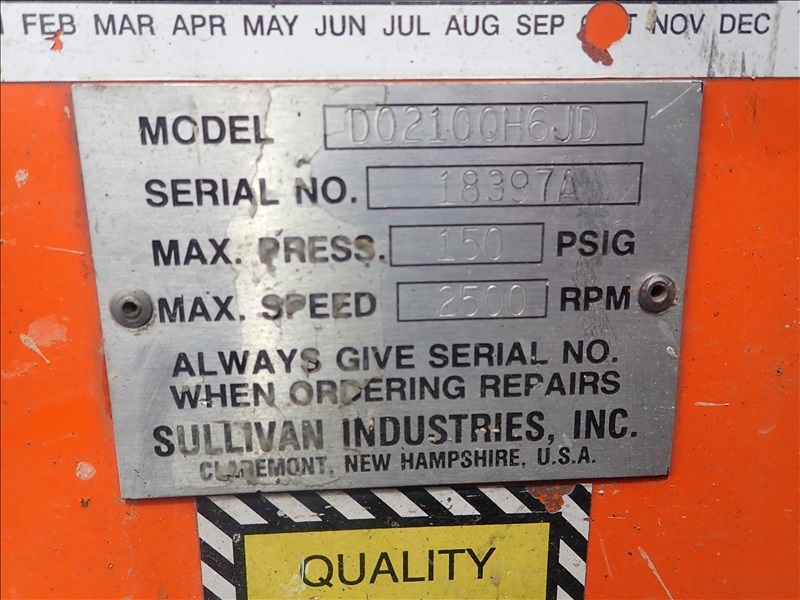 FEB MAR APR MAY JUN JUL AUG SEP NOV DEC
MODEL D0210QH6JD
SERIAL NO. 18397A
MAX. PRESS. 150 PSIG
MAX. SPEED 2500 RPM
ALWAYS GIVE SERIAL NO.
WHEN ORDERING REPAIRS
SULLIVAN INDUSTRIES, INC.
CLAREMONT, NEW HAMPSHIRE, U.S.A.
QUALITY